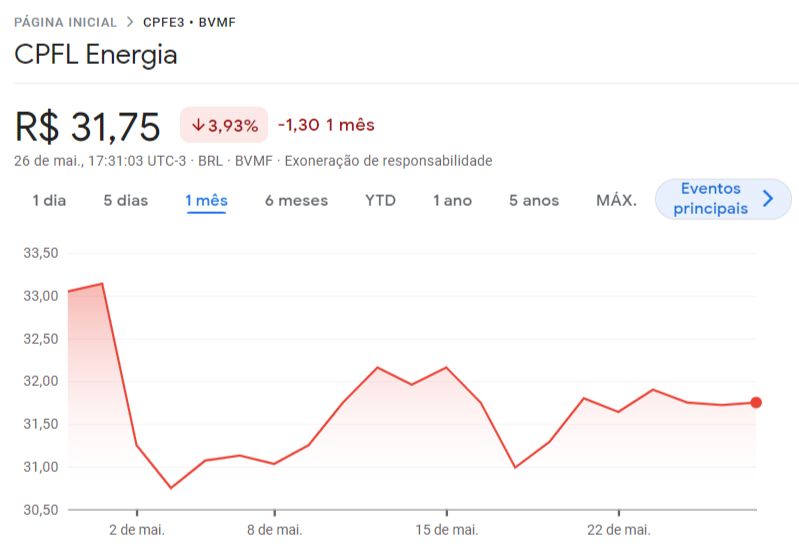 PÁGINA INICIAL > CPFE3 • BVMF
CPFL Energia
R$ 31,75 ↓3,93% -1,30 1 mês
26 de mai., 17:31:03 UTC-3 · BRL · BVMF · Exoneração de responsabilidade
1 dia 5 dias 1 mês 6 meses YTD 1 ano 5 anos MÁX.
Eventos
principais
33,50
33,00
32,50
32,00
31,50
31,00
30,50
2 de mai. 8 de mai. 15 de mai. 22 de mai.